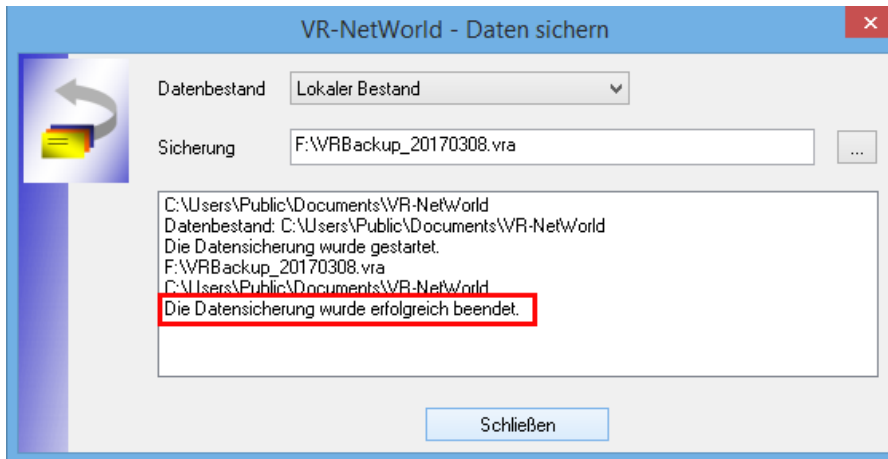 VR-NetWorld - Daten sichern
Datenbestand Lokaler Bestand
Sicherung F:\VRBackup_20170308.vra ...
C:\Users\Public\Documents\VR-NetWorld
Datenbestand: C:\Users\Public\Documents\VR-NetWorld
Die Datensicherung wurde gestartet.
F:\VRBackup_20170308.vra
C:\Users\Public\Documents\VR-NetWorld
Die Datensicherung wurde erfolgreich beendet.
Schließen